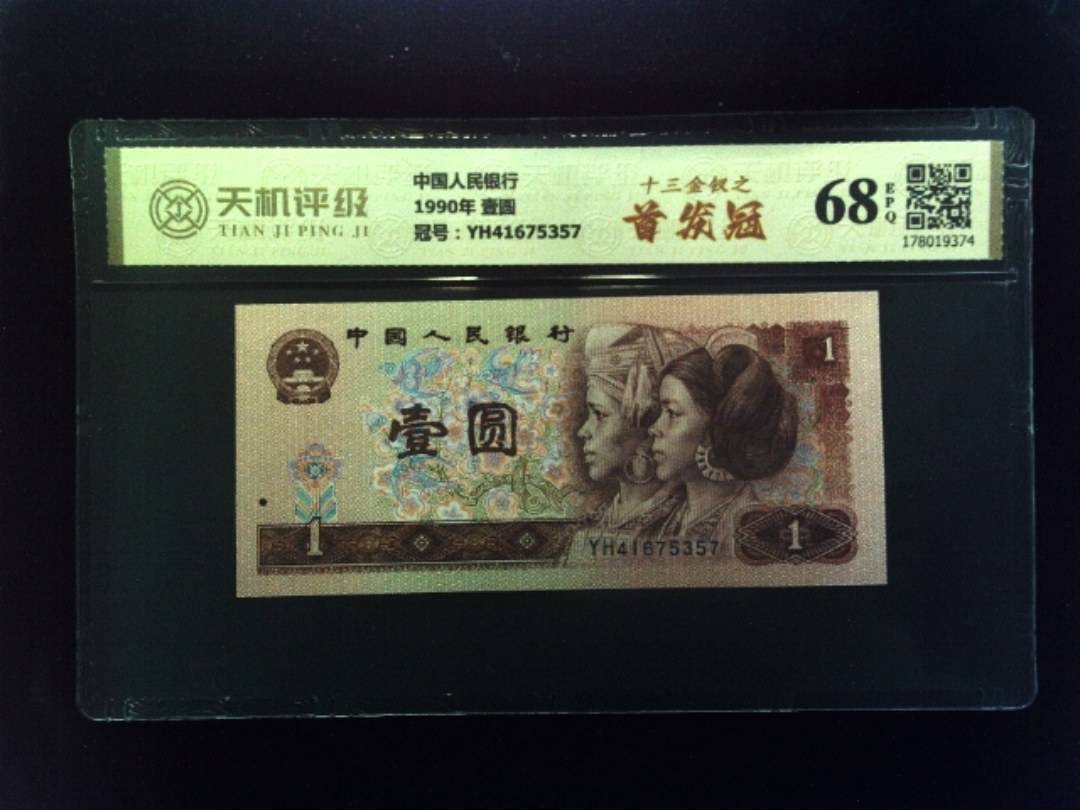 天机评级
TIAN JI PING JI
中国人民银行
1990年 壹圆
冠号：YH41675357
十三金钗之
首发冠
68 EPQ
178019374
中國人民银行
1
壹圆
1
YH41675357
1